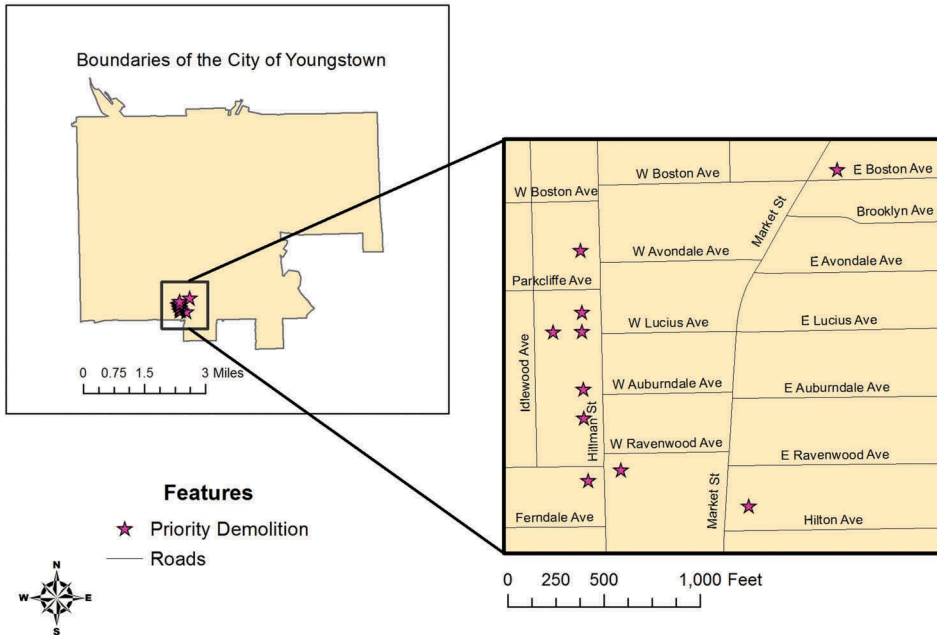 Boundaries of the City of Youngstown
0 0.75 1.5 3 Miles
Features
Priority Demolition
Roads
N
W E
S
W Boston Ave
E Boston Ave
W Boston Ave
Brooklyn Ave
Market St
W Avondale Ave
E Avondale Ave
Parkcliffe Ave
W Lucius Ave
E Lucius Ave
Idlewood Ave
W Auburndale Ave
E Auburndale Ave
Hillman St
W Ravenwood Ave
E Ravenwood Ave
Market St
Ferndale Ave
Hilton Ave
0 250 500 1,000 Feet